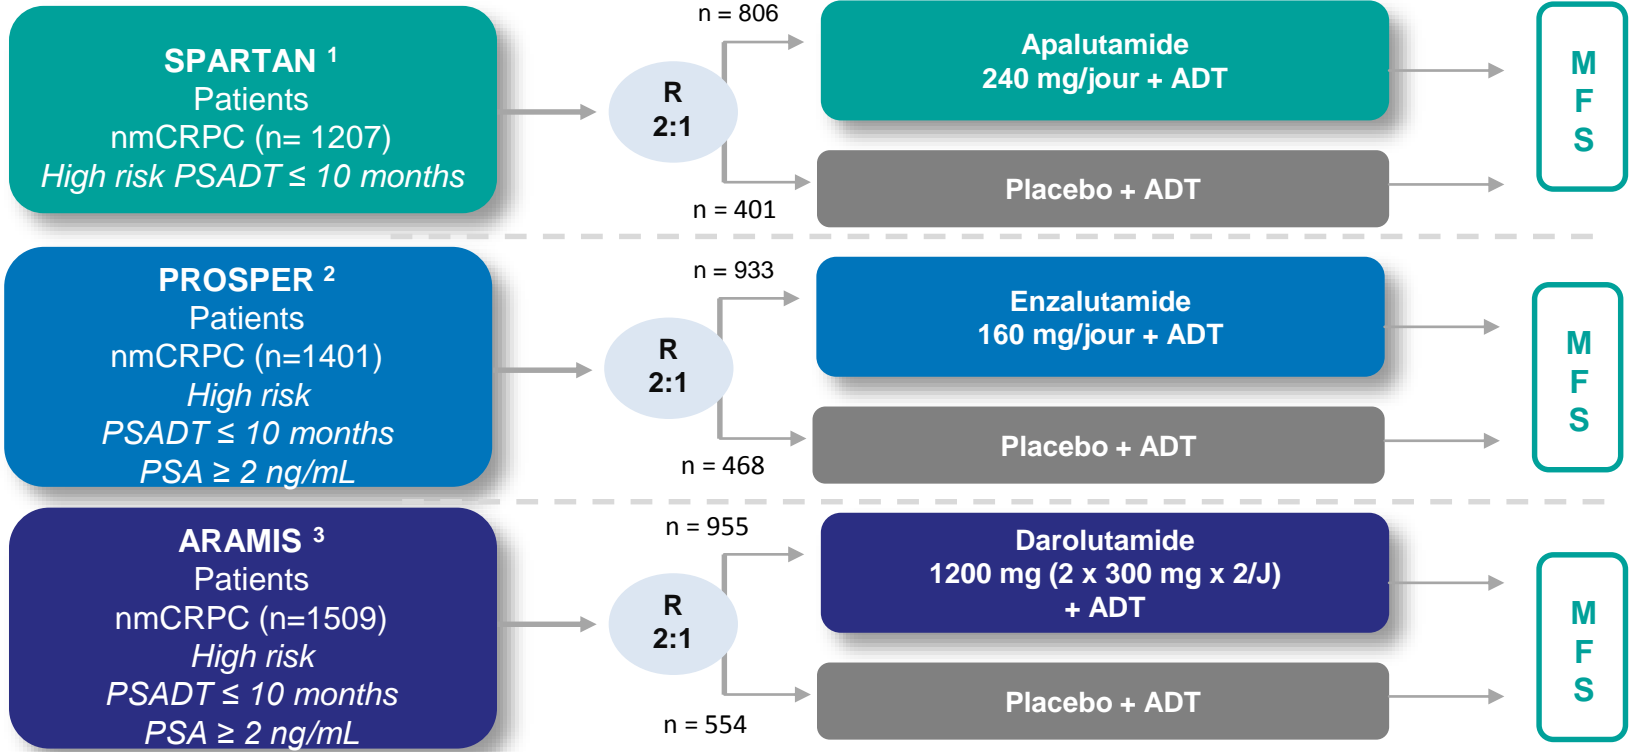 SPARTAN 1
Patients
nmCRPC (n= 1207)
High risk PSADT ≤ 10 months
R
2:1
n = 806
Apalutamide
240 mg/jour + ADT
n = 401
Placebo + ADT
M
F
S
PROSPER 2
Patients
nmCRPC (n=1401)
High risk
PSADT ≤ 10 months
PSA ≥ 2 ng/mL
R
2:1
n = 933
Enzalutamide
160 mg/jour + ADT
n = 468
Placebo + ADT
M
F
S
ARAMIS 3
Patients
nmCRPC (n=1509)
High risk
PSADT ≤ 10 months
PSA ≥ 2 ng/mL
R
2:1
n = 955
Darolutamide
1200 mg (2 x 300 mg x 2/J)
+ ADT
n = 554
Placebo + ADT
M
F
S